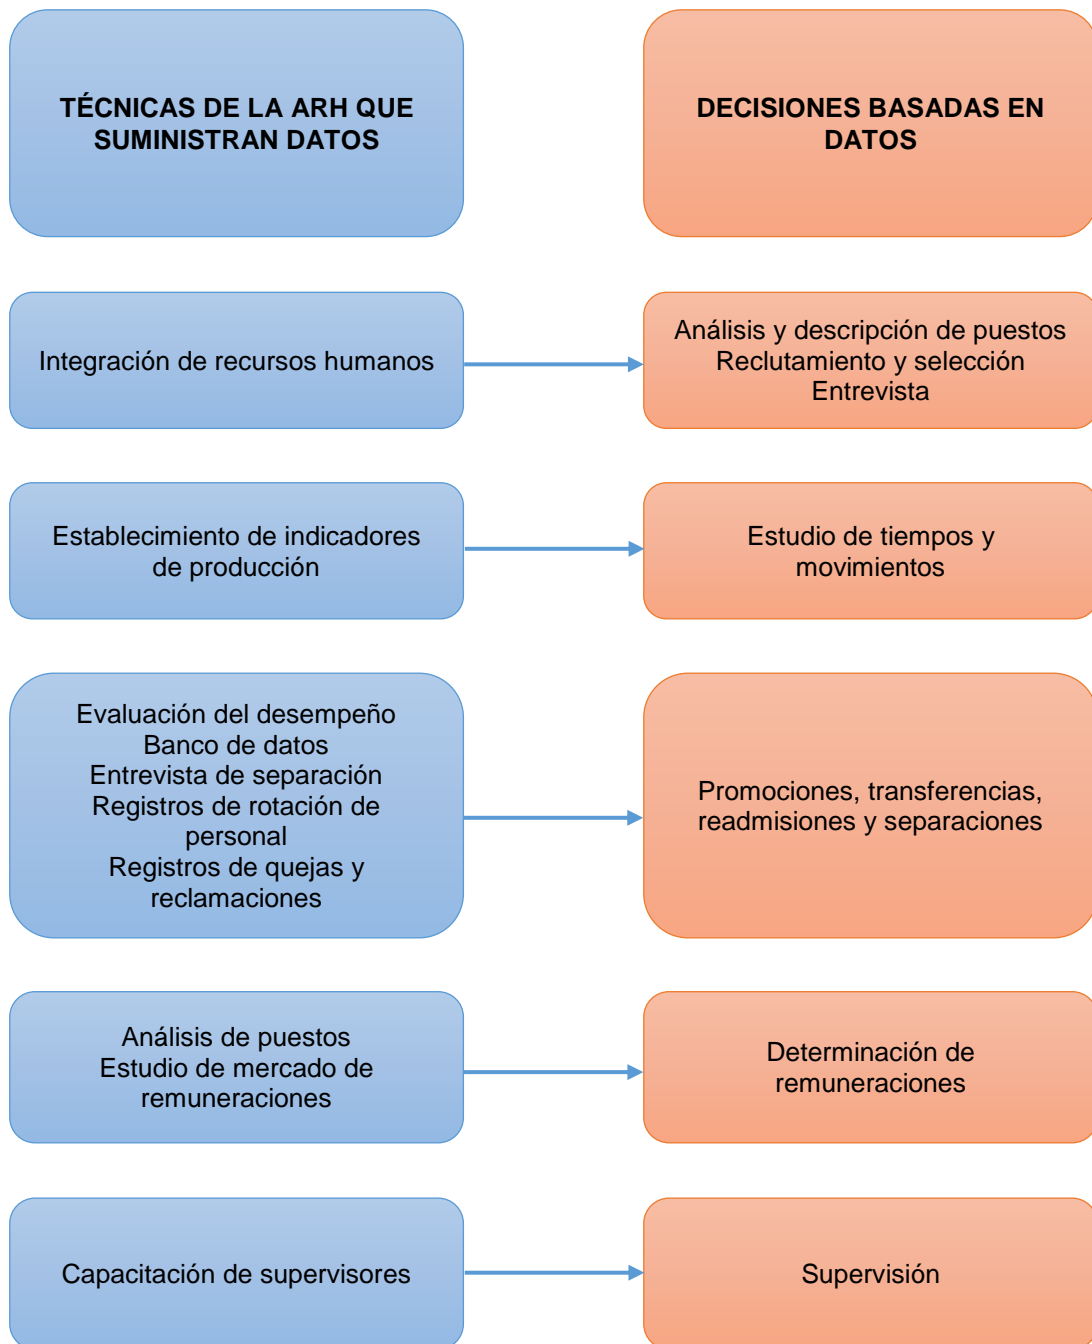 TÉCNICAS DE LA ARH QUE
SUMINISTRAN DATOS
DECISIONES BASADAS EN
DATOS
Integración de recursos humanos
Análisis y descripción de puestos
Reclutamiento y selección
Entrevista
Establecimiento de indicadores
de producción
Estudio de tiempos y
movimientos
Evaluación del desempeño
Banco de datos
Entrevista de separación
Registros de rotación de
personal
Registros de quejas y
reclamaciones
Promociones, transferencias,
readmisiones y separaciones
Análisis de puestos
Estudio de mercado de
remuneraciones
Determinación de
remuneraciones
Capacitación de supervisores
Supervisión